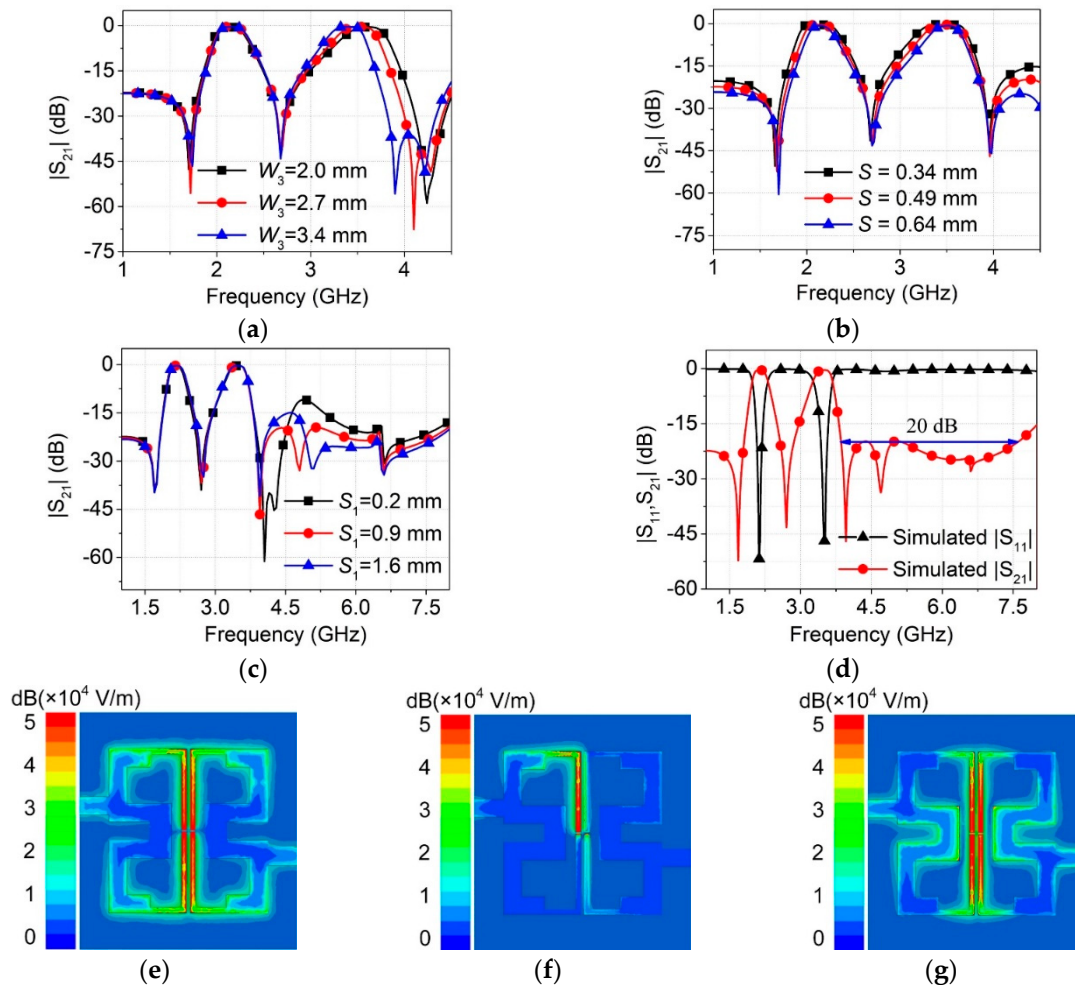 0
-15
-30
-45
-60
-75
|S21| (dB)
W3=2.0 mm
W3=2.7 mm
W3=3.4 mm
1 2 3 4
Frequency (GHz)
(a)
0
-15
-30
-45
-60
-75
|S21| (dB)
S = 0.34 mm
S = 0.49 mm
S = 0.64 mm
1 2 3 4
Frequency (GHz)
(b)
0
-15
-30
-45
-60
|S21| (dB)
S1=0.2 mm
S1=0.9 mm
S1=1.6 mm
1.5 3.0 4.5 6.0 7.5
Frequency (GHz)
(c)
0
-15
-30
-45
-60
|S11,S21| (dB)
20 dB
Simulated |S11|
Simulated |S21|
1.5 3.0 4.5 6.0 7.5
Frequency (GHz)
(d)
dB(×10⁴ V/m)
5
4
3
2
1
0
(e)
dB(×10⁴ V/m)
5
4
3
2
1
0
(f)
dB(×10⁴ V/m)
5
4
3
2
1
0
(g)